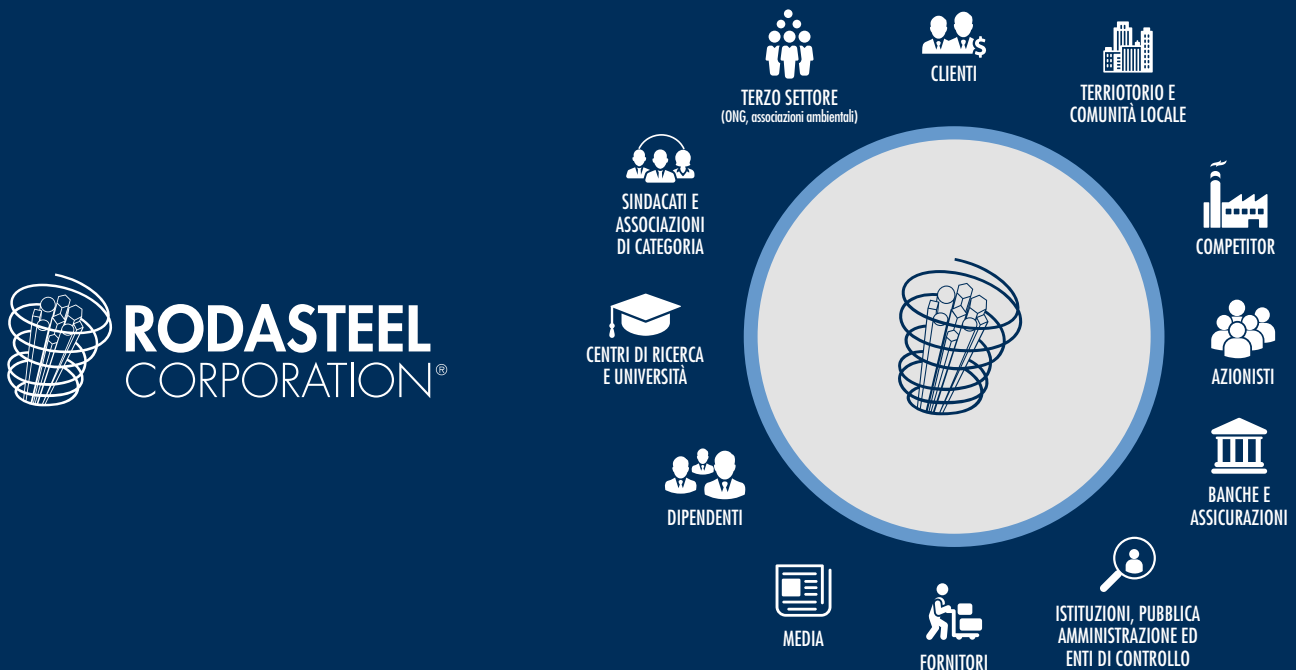 RODASTEEL
CORPORATION®
TERZO SETTORE
(ONG, associazioni ambientali)
$
CLIENTI
TERRIOTORIO E
COMUNITÀ LOCALE
COMPETITOR
AZIONISTI
BANCHE E
ASSICURAZIONI
ISTITUZIONI, PUBBLICA
AMMINISTRAZIONE ED
ENTI DI CONTROLLO
FORNITORI
MEDIA
DIPENDENTI
CENTRI DI RICERCA
E UNIVERSITÀ
SINDACATI E
ASSOCIAZIONI
DI CATEGORIA